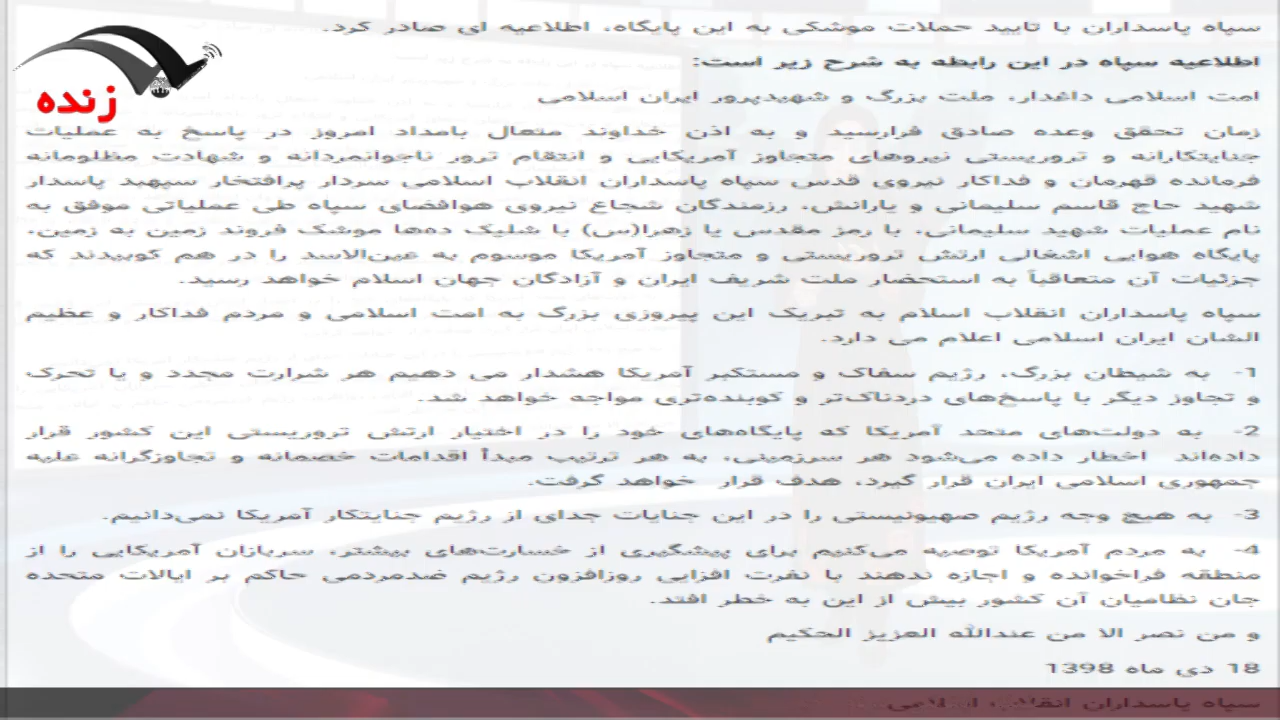 زنده
سپاه پاسداران با تایید حملات موشکی به این پایگاه، اطلاعیه ای صادر کرد.
اطلاعیه سپاه در این رابطه به شرح زیر است:
امت اسلامی داغدار، ملت بزرگ و شهیدپرور ایران اسلامی
زمان تحقق وعده صادق فرارسید و به اذن خداوند متعال بامداد امروز در پاسخ به عملیات
جنایتکارانه و تروریستی نیروهای متجاوز آمریکایی و انتقام ترور ناجوانمردانه و شهادت مظلومانه
فرمانده قهرمان و فداکار نیروی قدس سپاه پاسداران انقلاب اسلامی سردار پرافتخار سپهبد پاسدار
شهید حاج قاسم سلیمانی و یارانش، رزمندگان شجاع نیروی هوافضای سپاه طی عملیاتی موفق به
نام عملیات شهید سلیمانی، با رمز مقدس یا زهرا(س) با شلیک ده‌ها موشک فروند زمین به زمین،
پایگاه هوایی اشغالی ارتش تروریستی و متجاوز آمریکا موسوم به عین‌الاسد را در هم کوبیدند که
جزئیات آن متعاقباً به استحضار ملت شریف ایران و آزادگان جهان اسلام خواهد رسید.
سپاه پاسداران انقلاب اسلام به تبریک این پیروزی بزرگ به امت اسلامی و مردم فداکار و عظیم
الشان ایران اسلامی اعلام می دارد.
1- به شیطان بزرگ، رژیم سفاک و مستکبر آمریکا هشدار می دهیم هر شرارت مجدد و یا تحرک
و تجاوز دیگر با پاسخ‌های دردناک‌تر و کوبنده‌تری مواجه خواهد شد.
2- به دولت‌های متحد آمریکا که پایگاه‌های خود را در اختیار ارتش تروریستی این کشور قرار
داده‌اند اخطار داده می‌شود هر سرزمینی، به هر ترتیب مبدأ اقدامات خصمانه و تجاوزگرانه علیه
جمهوری اسلامی ایران قرار گیرد، هدف قرار خواهد گرفت.
3- به هیچ وجه رژیم صهیونیستی را در این جنایات جدای از رژیم جنایتکار آمریکا نمی‌دانیم.
4- به مردم آمریکا توصیه می‌کنیم برای پیشگیری از خسارت‌های بیشتر، سربازان آمریکایی را از
منطقه فراخوانده و اجازه ندهند با نفرت افزایی روزافزون رژیم ضدمردمی حاکم بر ایالات متحده
جان نظامیان آن کشور بیش از این به خطر افتد.
و من نصر الا من عندالله العزیز الحکیم
18 دی ماه 1398
سپاه پاسداران انقلاب اسلامی